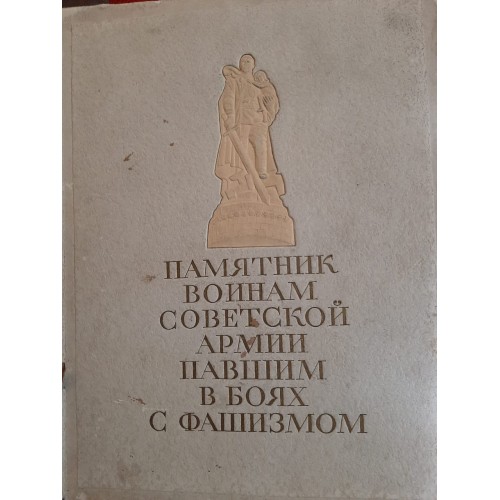 ПАМЯТНИК
ВОИНАМ
СОВЕТСКОЙ
АРМИИ
ПАВШИМ
В БОЯХ
С ФАШИЗМОМ